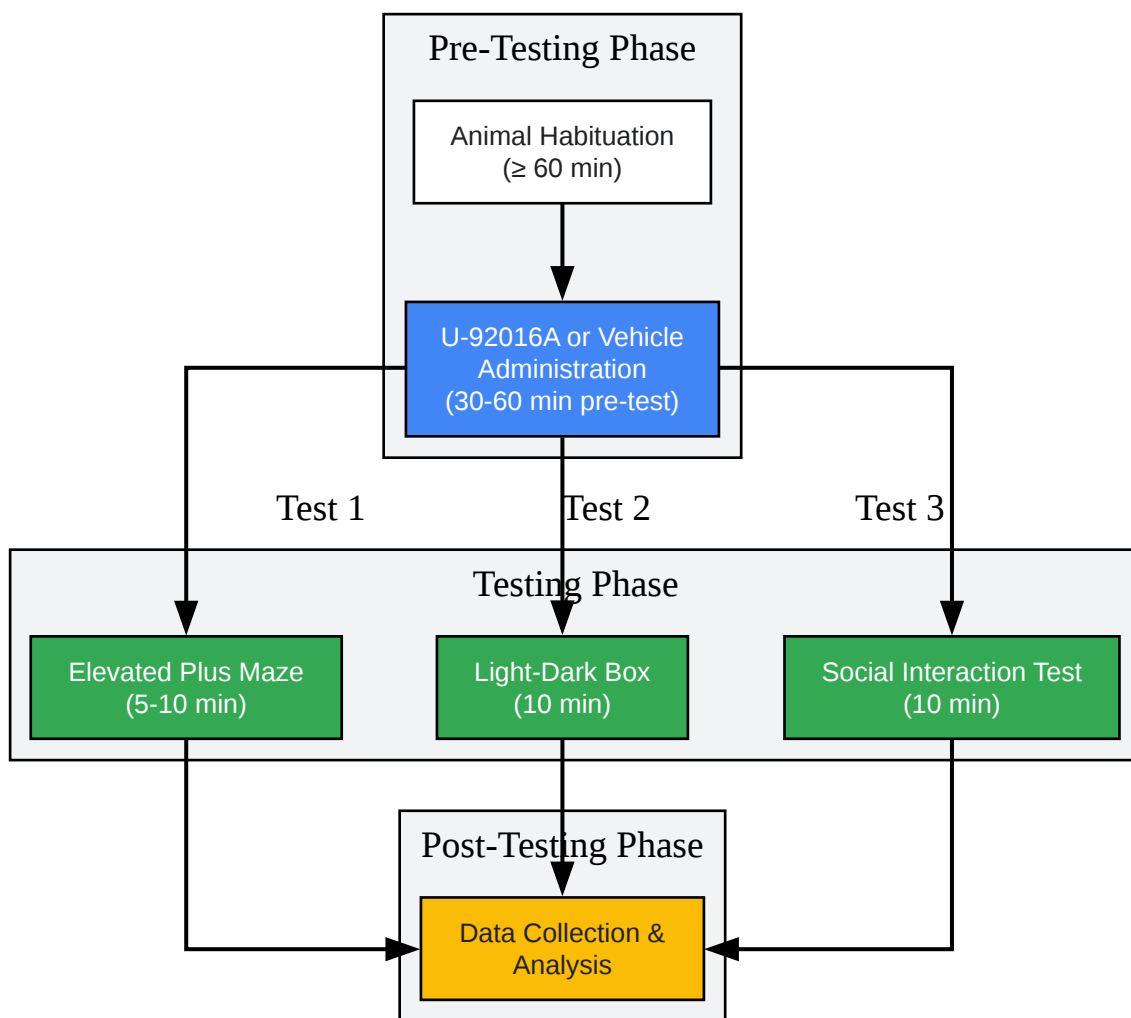 Pre-Testing Phase
Animal Habituation
(≥ 60 min)
U-92016A or Vehicle
Administration
(30-60 min pre-test)
Test 1
Test 2
Test 3
Testing Phase
Elevated Plus Maze
(5-10 min)
Light-Dark Box
(10 min)
Social Interaction Test
(10 min)
Post-Testing Phase
Data Collection &
Analysis